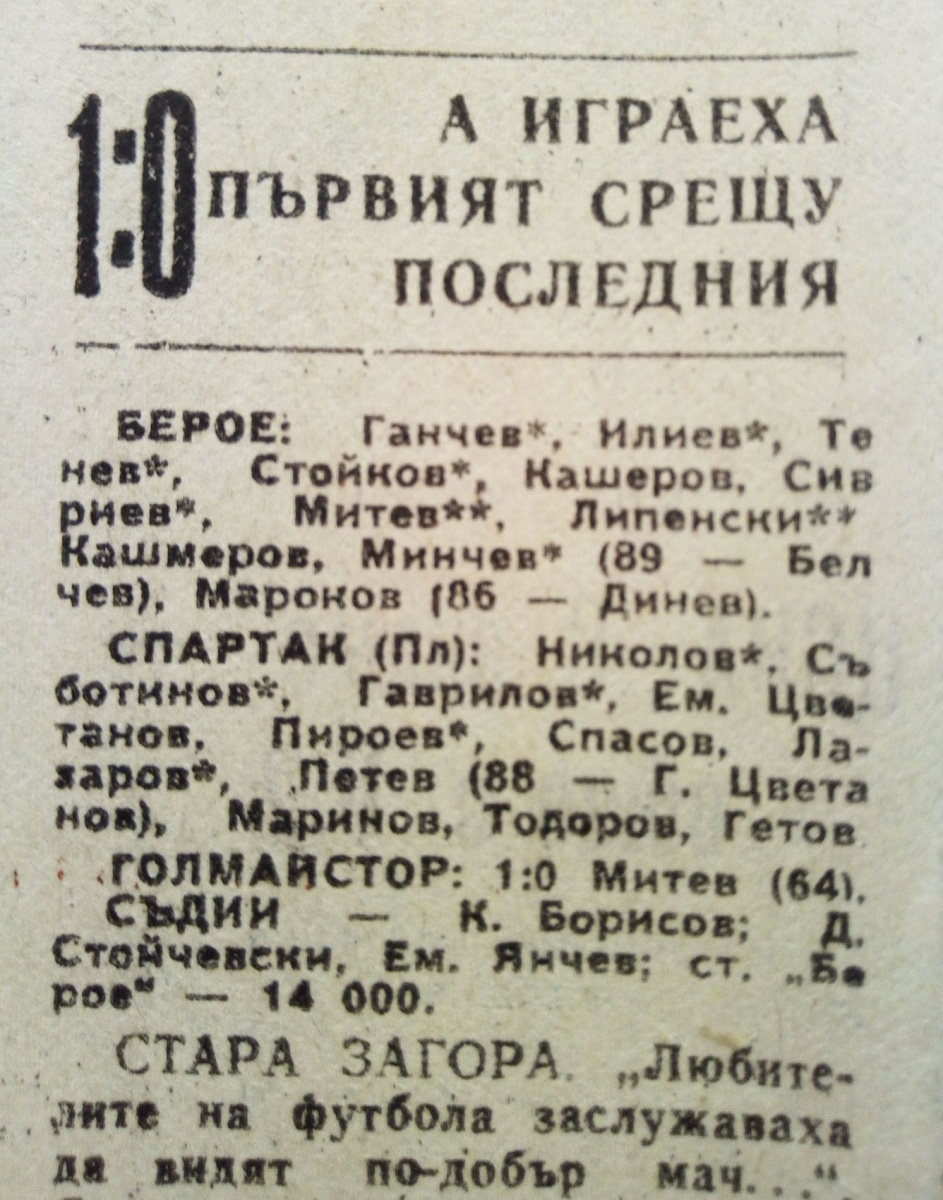 1:0
А ИГРАЕХА
ПЪРВИЯТ СРЕЩУ
ПОСЛЕДНИЯ
БЕРОЕ: Ганчев*, Илиев*, Те
нев*, Стойков*, Кашеров, Сив
риев*, Митев**, Липенски**
Кашмеров, Минчев* (89 — Бел
чев), Мароков (86 — Динев).
СПАРТАК (Пл): Николов*, Съ
ботинов*, Гаврилов*, Ем. Цве-
танов, Пироев*, Спасов, Ла-
заров*, Петев (88 — Г. Цвета
нов), Маринов, Тодоров, Гетов
ГОЛМАЙСТОР: 1:0 Митев (64).
СЪДИИ — К. Борисов; Д.
Стойчевски, Ем. Янчев; ст. „Бе
рое“ — 14 000.
СТАРА ЗАГОРА. „Любите-
лите на футбола заслужаваха
да видят по-добър мач...“